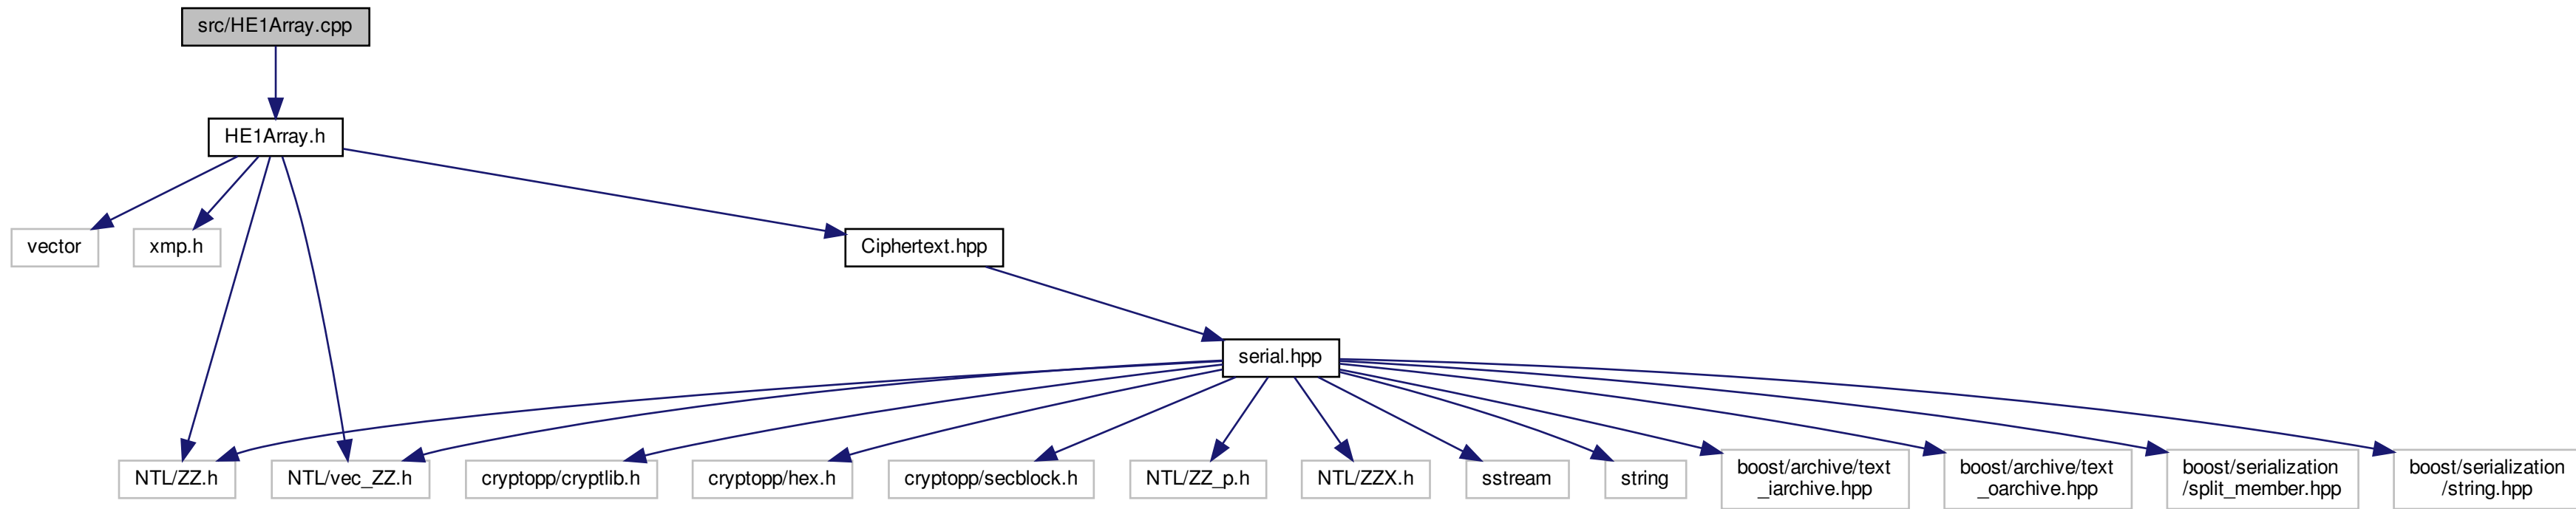 src/HE1Array.cpp
HE1Array.h
vector
xmp.h
Ciphertext.hpp
serial.hpp
NTL/ZZ.h
NTL/vec_ZZ.h
cryptopp/cryptlib.h
cryptopp/hex.h
cryptopp/secblock.h
NTL/ZZ_p.h
NTL/ZZX.h
sstream
string
boost/archive/text
_iarchive.hpp
boost/archive/text
_oarchive.hpp
boost/serialization
/split_member.hpp
boost/serialization
/string.hpp